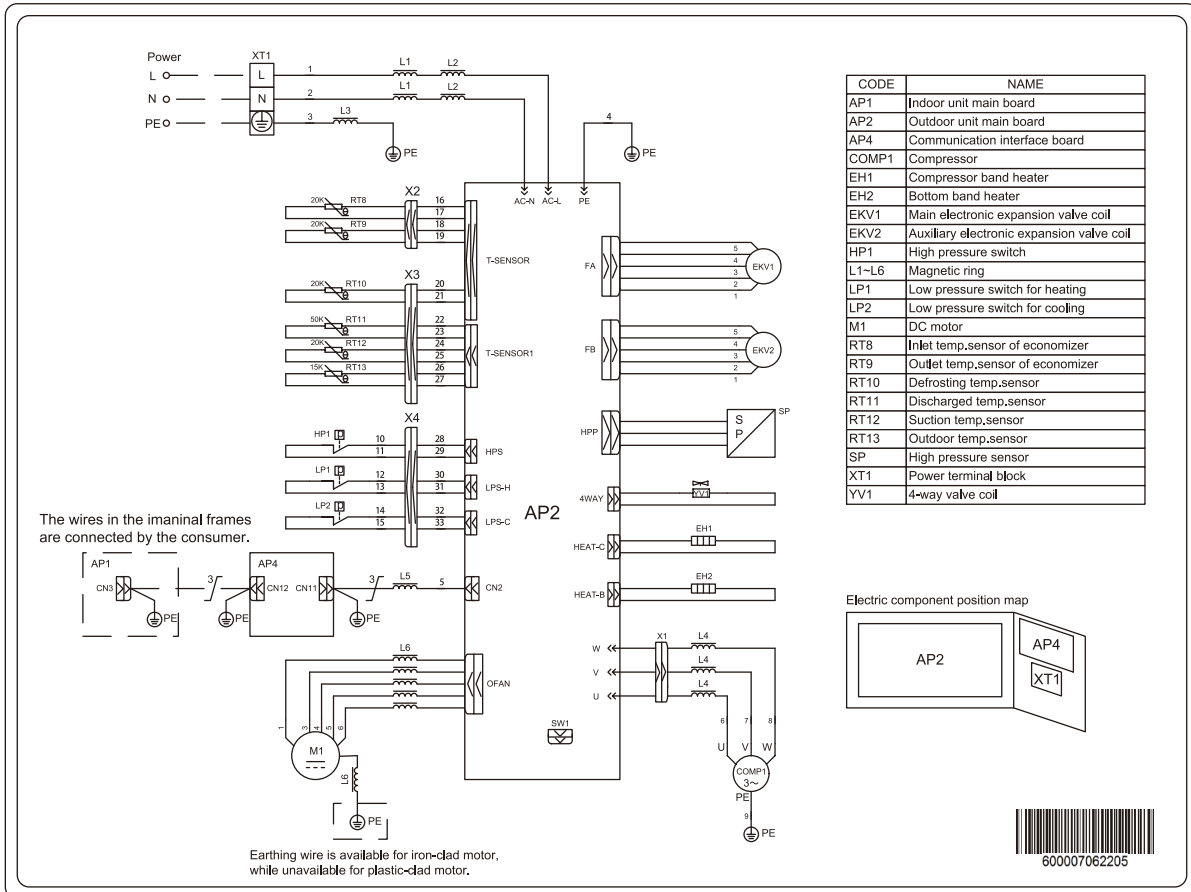 Power
XT1
L
L
1
L1
L2
N
N
2
L1
L2
PE
3
L3
PE
4
PE
AC-N
AC-L
PE
X2
20K
RT8
16
17
20K
RT9
18
19
T-SENSOR
X3
20K
RT10
20
21
50K
RT11
22
23
20K
RT12
24
25
T-SENSOR1
15K
RT13
26
27
X4
HP1
P
10
28
11
29
HPS
LP1
P
12
30
13
31
LPS-H
LP2
P
14
32
15
33
LPS-C
AP2
FA
5
4
3
2
1
EKV1
FB
5
4
3
2
1
EKV2
HPP
S
P
SP
4WAY
YV1
HEAT-C
EH1
HEAT-B
EH2
The wires in the imaninal frames
are connected by the consumer.
AP1
CN3
PE
3
AP4
CN12
CN11
PE
PE
3
L5
5
CN2
L6
OFAN
1
3
4
5
6
M1
L6
PE
Earthing wire is available for iron-clad motor,
while unavailable for plastic-clad motor.
SW1
W
V
U
X1
L4
L4
L4
6
7
8
U
V
W
COMP1
3~
PE
9
PE
CODE NAME
AP1 Indoor unit main board
AP2 Outdoor unit main board
AP4 Communication interface board
COMP1 Compressor
EH1 Compressor band heater
EH2 Bottom band heater
EKV1 Main electronic expansion valve coil
EKV2 Auxiliary electronic expansion valve coil
HP1 High pressure switch
L1~L6 Magnetic ring
LP1 Low pressure switch for heating
LP2 Low pressure switch for cooling
M1 DC motor
RT8 Inlet temp.sensor of economizer
RT9 Outlet temp.sensor of economizer
RT10 Defrosting temp.sensor
RT11 Discharged temp.sensor
RT12 Suction temp.sensor
RT13 Outdoor temp.sensor
SP High pressure sensor
XT1 Power terminal block
YV1 4-way valve coil
Electric component position map
AP2
AP4
XT1
600007062205